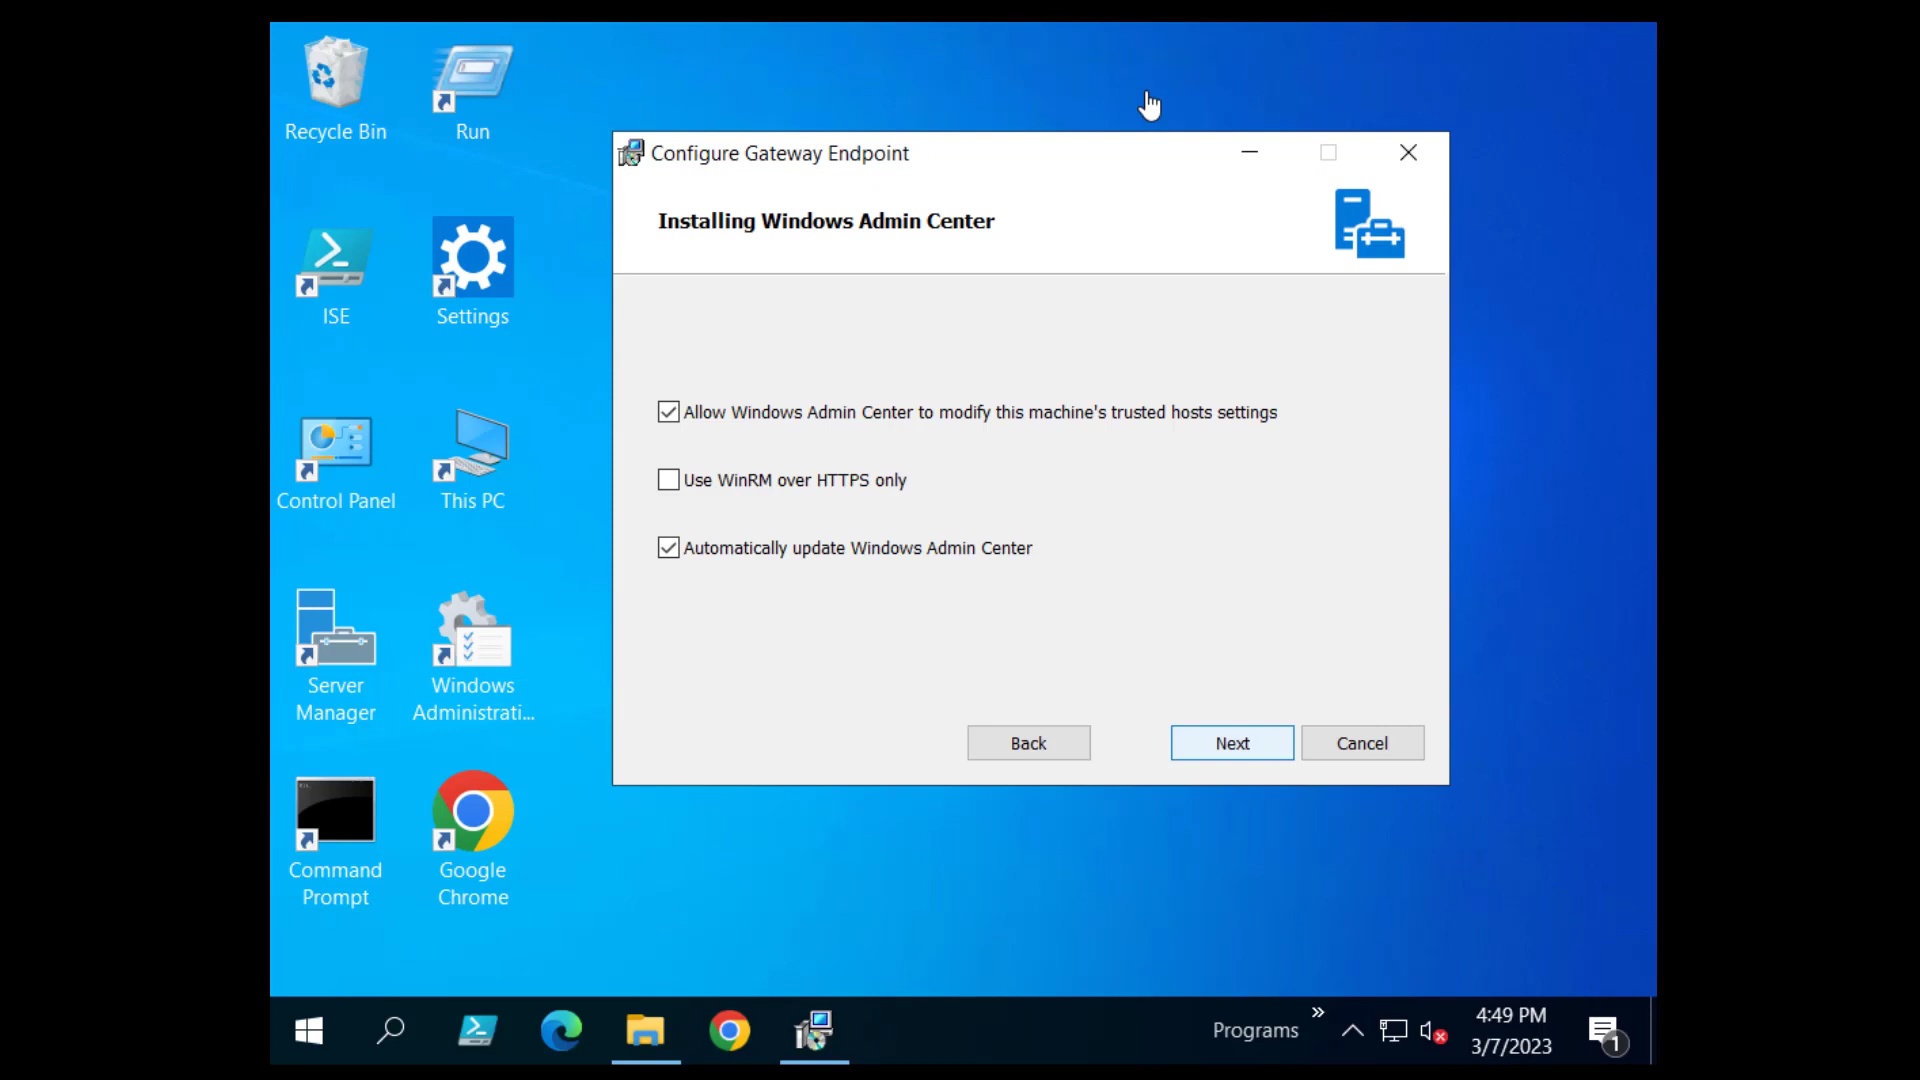 Recycle Bin
Run
ISE
Settings
Control Panel
This PC
Server
Manager
Windows
Administrati...
Command
Prompt
Google
Chrome
Configure Gateway Endpoint
Installing Windows Admin Center
Allow Windows Admin Center to modify this machine's trusted hosts settings
Use WinRM over HTTPS only
Automatically update Windows Admin Center
Back
Next
Cancel
Programs
4:49 PM
3/7/2023
1